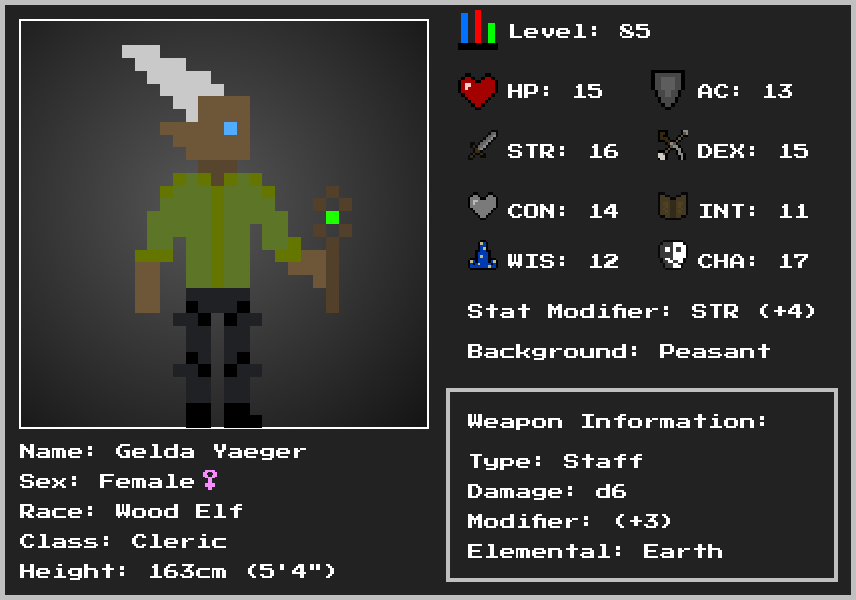 Level: 85
HP: 15
AC: 13
STR: 16
DEX: 15
CON: 14
INT: 11
WIS: 12
CHA: 17
Stat Modifier: STR (+4)
Background: Peasant
Weapon Information:
Type: Staff
Damage: d6
Modifier: (+3)
Elemental: Earth
Name: Gelda Yaeger
Sex: Female♀
Race: Wood Elf
Class: Cleric
Height: 163cm (5'4")